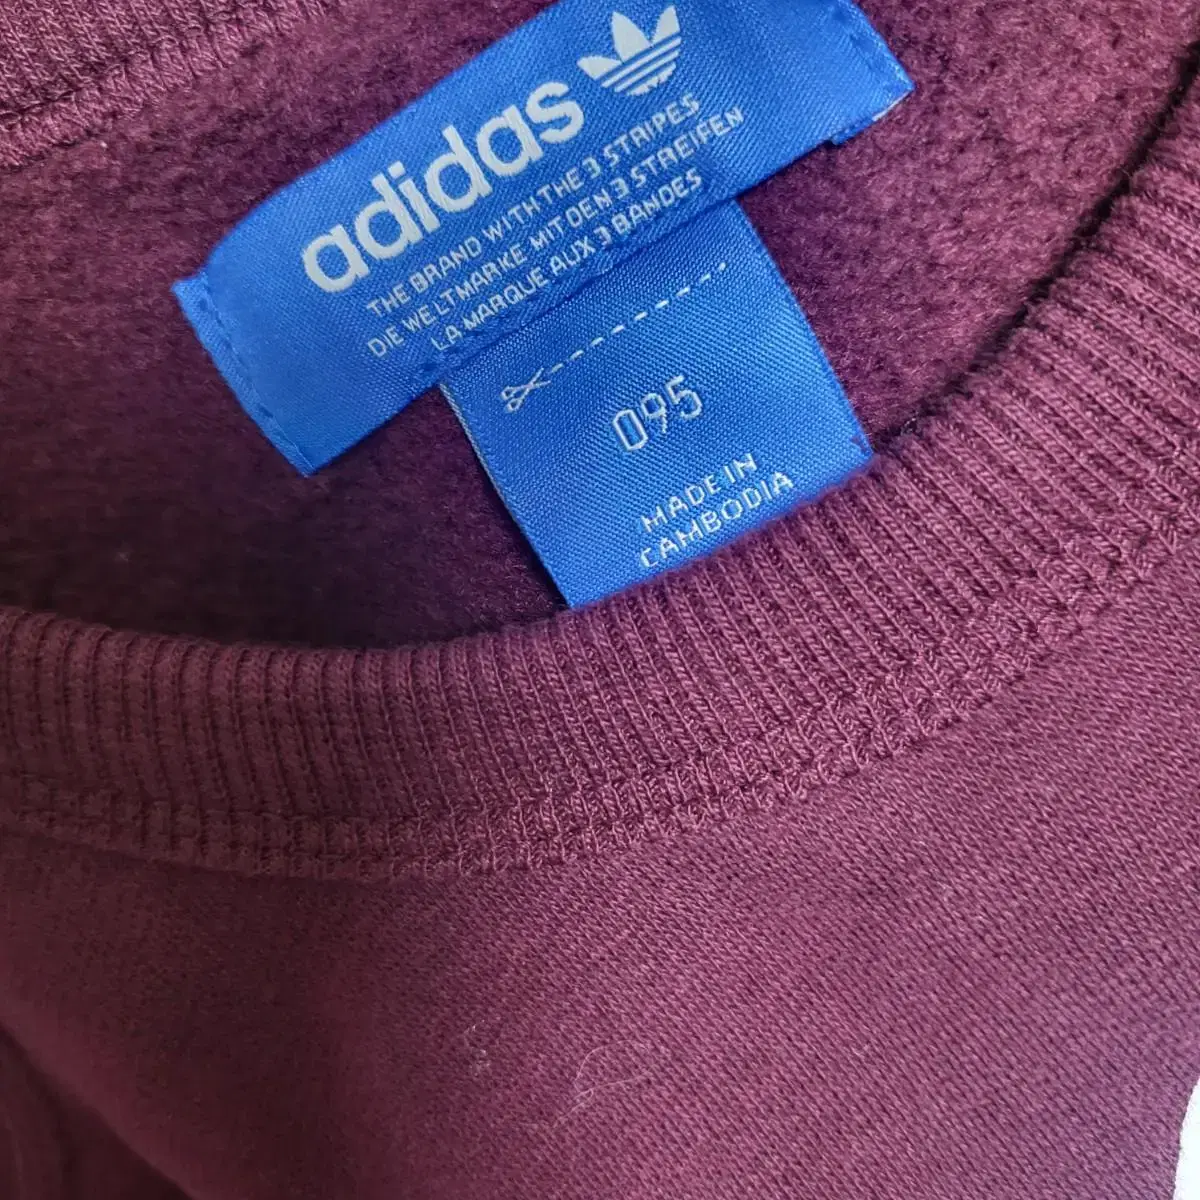 adidas
THE BRAND WITH THE 3 STRIPES
DIE WELTMARKE MIT DEN 3 STREIFEN
LA MARQUE AUX 3 BANDES
095
MADE IN
CAMBODIA